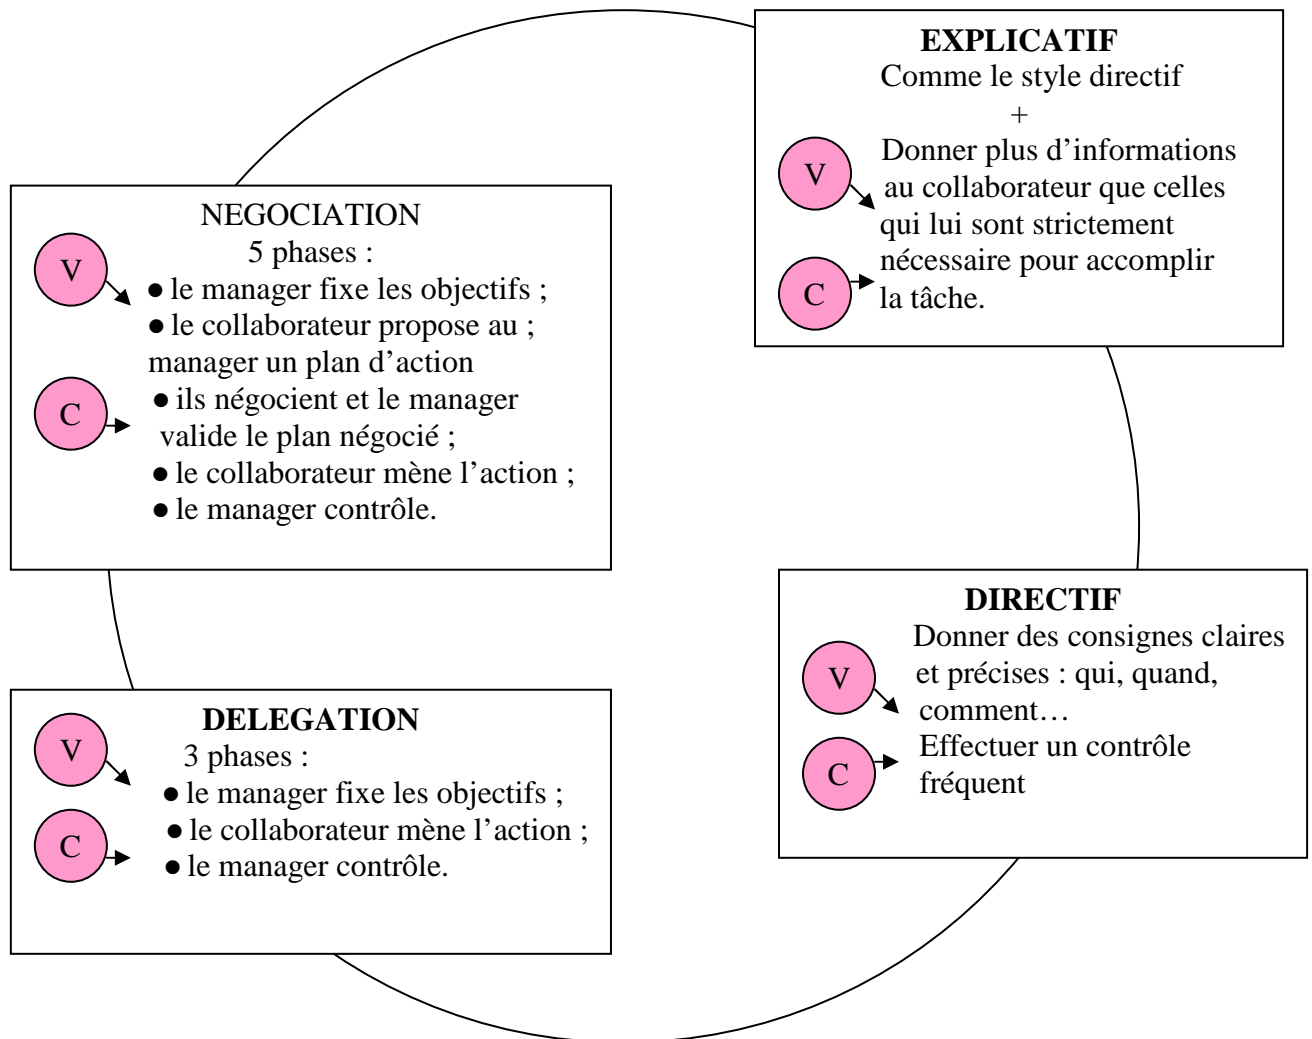 EXPLICATIF
Comme le style directif
+
V
Donner plus d’informations
au collaborateur que celles
qui lui sont strictement
nécessaire pour accomplir
C
la tâche.
NEGOCIATION
5 phases :
V
● le manager fixe les objectifs ;
● le collaborateur propose au ;
manager un plan d’action
C
● ils négocient et le manager
valide le plan négocié ;
● le collaborateur mène l’action ;
● le manager contrôle.
DIRECTIF
Donner des consignes claires
V
et précises : qui, quand,
comment…
C
Effectuer un contrôle
fréquent
DELEGATION
V
3 phases :
● le manager fixe les objectifs ;
C
● le collaborateur mène l’action ;
● le manager contrôle.